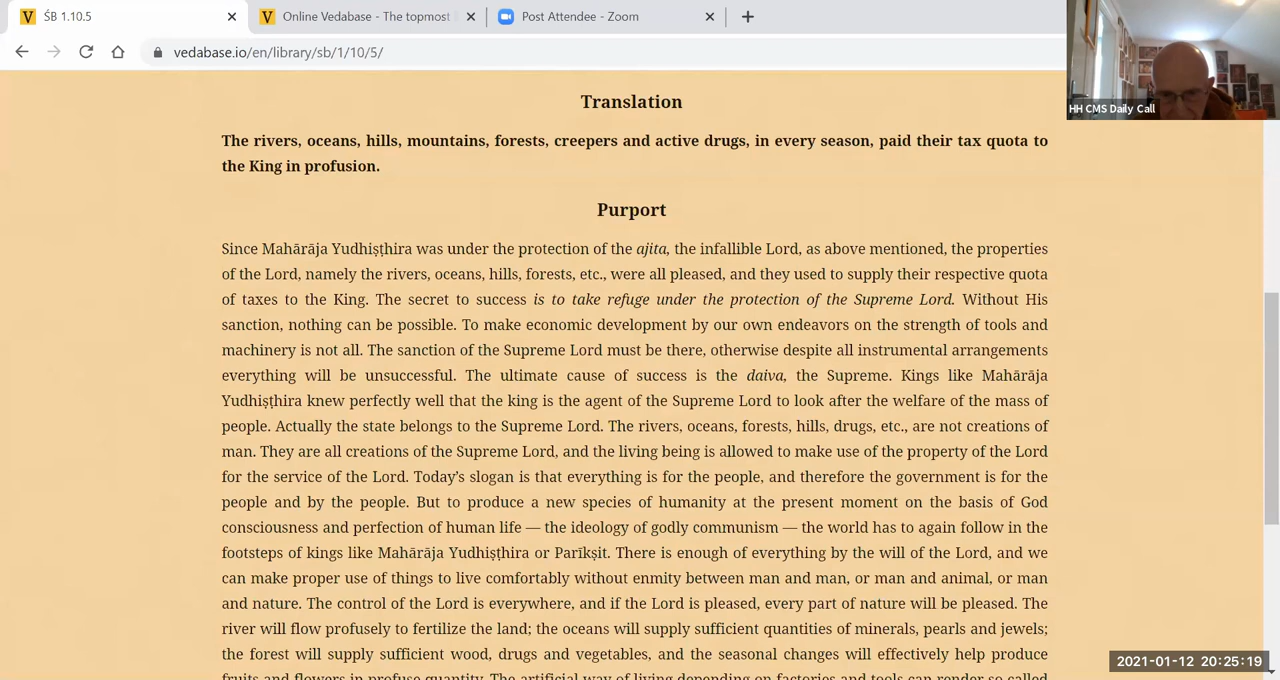 ŚB 1.10.5
Online Vedabase - The topmost
Post Attendee - Zoom
vedabase.io/en/library/sb/1/10/5/
HH CMS Daily Call
Translation
The rivers, oceans, hills, mountains, forests, creepers and active drugs, in every season, paid their tax quota to
the King in profusion.
Purport
Since Mahārāja Yudhiṣṭhira was under the protection of the ajita, the infallible Lord, as above mentioned, the properties
of the Lord, namely the rivers, oceans, hills, forests, etc., were all pleased, and they used to supply their respective quota
of taxes to the King. The secret to success is to take refuge under the protection of the Supreme Lord. Without His
sanction, nothing can be possible. To make economic development by our own endeavors on the strength of tools and
machinery is not all. The sanction of the Supreme Lord must be there, otherwise despite all instrumental arrangements
everything will be unsuccessful. The ultimate cause of success is the daiva, the Supreme. Kings like Mahārāja
Yudhiṣṭhira knew perfectly well that the king is the agent of the Supreme Lord to look after the welfare of the mass of
people. Actually the state belongs to the Supreme Lord. The rivers, oceans, forests, hills, drugs, etc., are not creations of
man. They are all creations of the Supreme Lord, and the living being is allowed to make use of the property of the Lord
for the service of the Lord. Today's slogan is that everything is for the people, and therefore the government is for the
people and by the people. But to produce a new species of humanity at the present moment on the basis of God
consciousness and perfection of human life — the ideology of godly communism — the world has to again follow in the
footsteps of kings like Mahārāja Yudhiṣṭhira or Parīkṣit. There is enough of everything by the will of the Lord, and we
can make proper use of things to live comfortably without enmity between man and man, or man and animal, or man
and nature. The control of the Lord is everywhere, and if the Lord is pleased, every part of nature will be pleased. The
river will flow profusely to fertilize the land; the oceans will supply sufficient quantities of minerals, pearls and jewels;
the forest will supply sufficient wood, drugs and vegetables, and the seasonal changes will effectively help produce
fruits and flowers in profuse quantity. The artificial way of living depending on factories and tools can render so-called
2021-01-12 20:25:19